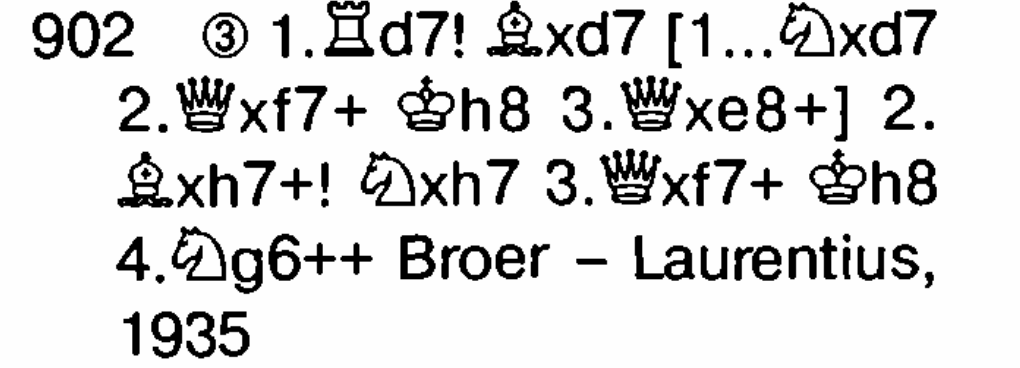 902 ③ 1.♖d7! ♗xd7 [1...♘xd7
2.♕xf7+ ♔h8 3.♕xe8+] 2.
♗xh7+! ♘xh7 3.♕xf7+ ♔h8
4.♘g6++ Broer – Laurentius,
1935